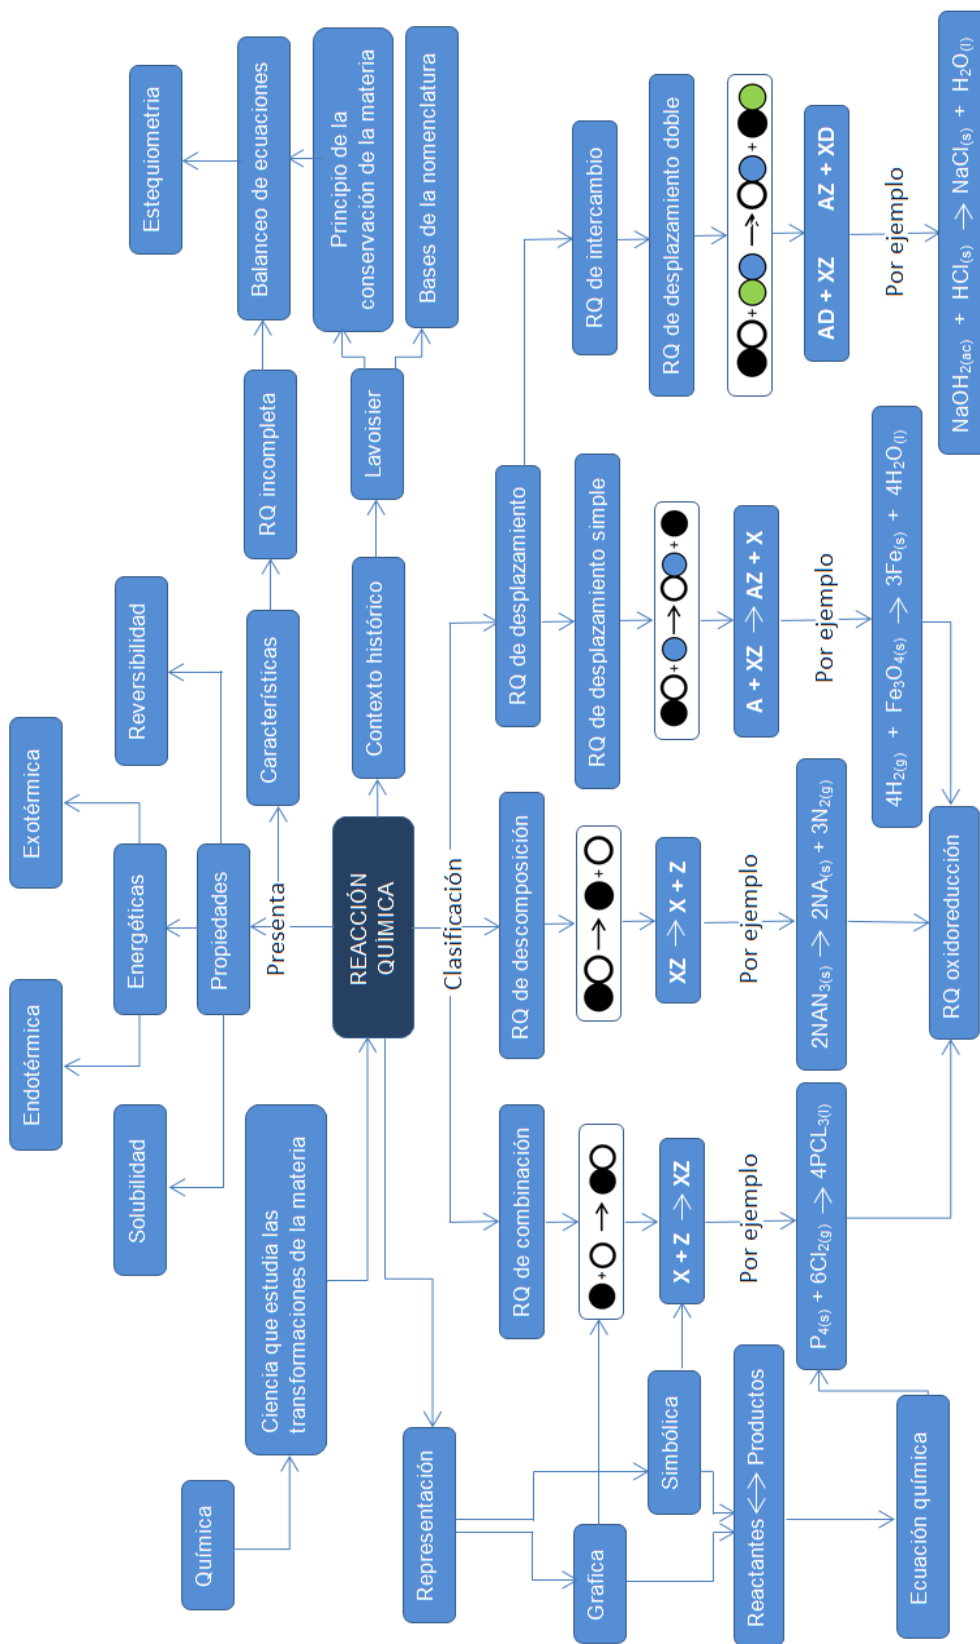 Endotérmica
Exotérmica
Solubilidad
Energéticas
Reversibilidad
Estequiometria
Química
Ciencia que estudia las
transformaciones de la materia
Propiedades
Presenta
Características
RQ incompleta
Balanceo de ecuaciones
REACCIÓN
QUÍMICA
Contexto histórico
Lavoisier
Principio de la
conservación de la materia
Bases de la nomenclatura
Representación
Clasificación
RQ de combinación
RQ de descomposición
RQ de desplazamiento
RQ de intercambio
Grafica
Simbólica
RQ de desplazamiento simple
RQ de desplazamiento doble
+
+
+ +
+ +
X + Z → XZ
XZ → X + Z
A + XZ → AZ + X
AD + XZ AZ + XD
Reactantes ↔ Productos
Por ejemplo
Por ejemplo
Por ejemplo
Por ejemplo
Ecuación química
P4(s) + 6Cl2(g) → 4PCL3(l)
2NAN3(s) → 2NA(s) + 3N2(g)
4H2(g) + Fe3O4(s) → 3Fe(s) + 4H2O(l)
NaOH2(ac) + HCl(s) → NaCl(s) + H2O(l)
RQ oxidoreducción